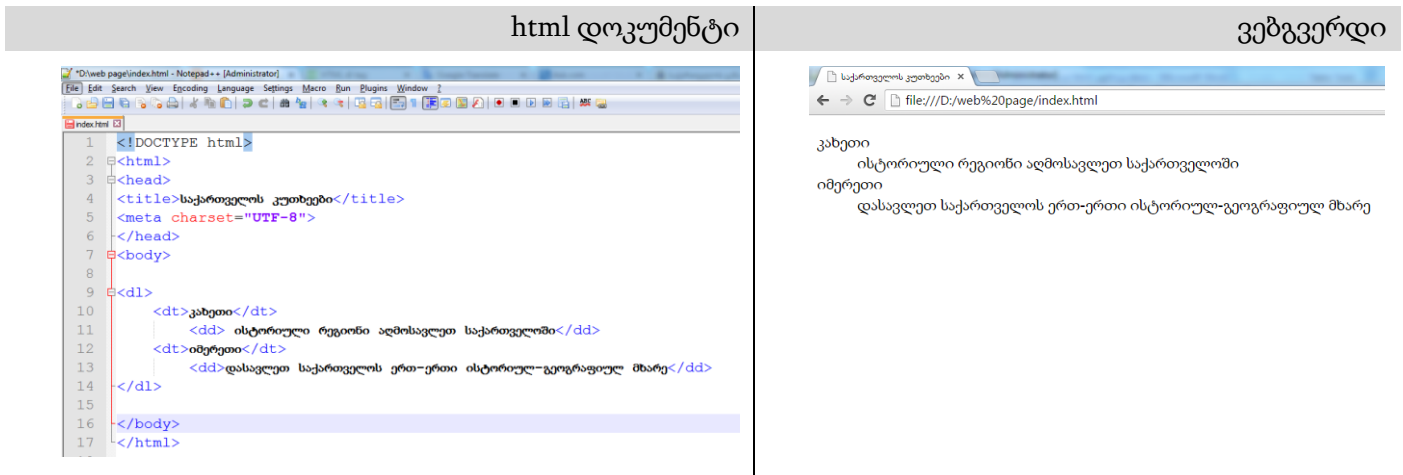 html დოკუმენტი
*D:\web page\index.html - Notepad++ [Administrator]
File Edit Search View Encoding Language Settings Macro Run Plugins Window ?
index.html
1 <!DOCTYPE html>
2 <html>
3 <head>
4 <title>საქართველოს კუთხეები</title>
5 <meta charset="UTF-8">
6 </head>
7 <body>
8
9 <dl>
10 <dt>კახეთი</dt>
11 <dd> ისტორიული რეგიონი აღმოსავლეთ საქართველოში</dd>
12 <dt>იმერეთი</dt>
13 <dd>დასავლეთ საქართველოს ერთ-ერთი ისტორიულ-გეოგრაფიულ მხარე</dd>
14 </dl>
15
16 </body>
17 </html>
ვებგვერდი
საქართველოს კუთხეები ×
file:///D:/web%20page/index.html
კახეთი
ისტორიული რეგიონი აღმოსავლეთ საქართველოში
იმერეთი
დასავლეთ საქართველოს ერთ-ერთი ისტორიულ-გეოგრაფიულ მხარე